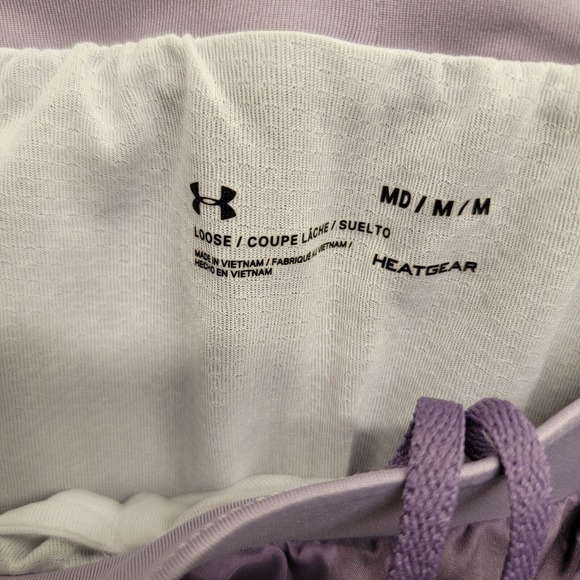 MD / M / M
LOOSE / COUPE LÂCHE / SUELTO
MADE IN VIETNAM / FABRIQUÉ AU VIETNAM /
HECHO EN VIETNAM
HEATGEAR